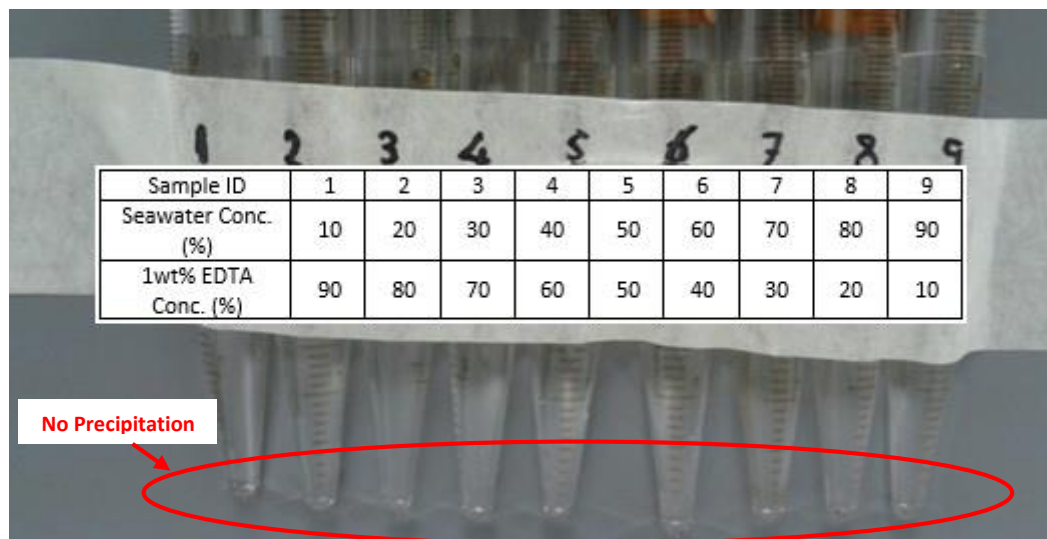 1 2 3 4 5 6 7 8 9
Sample ID 1 2 3 4 5 6 7 8 9
Seawater Conc. (%) 10 20 30 40 50 60 70 80 90
1wt% EDTA Conc. (%) 90 80 70 60 50 40 30 20 10
No Precipitation